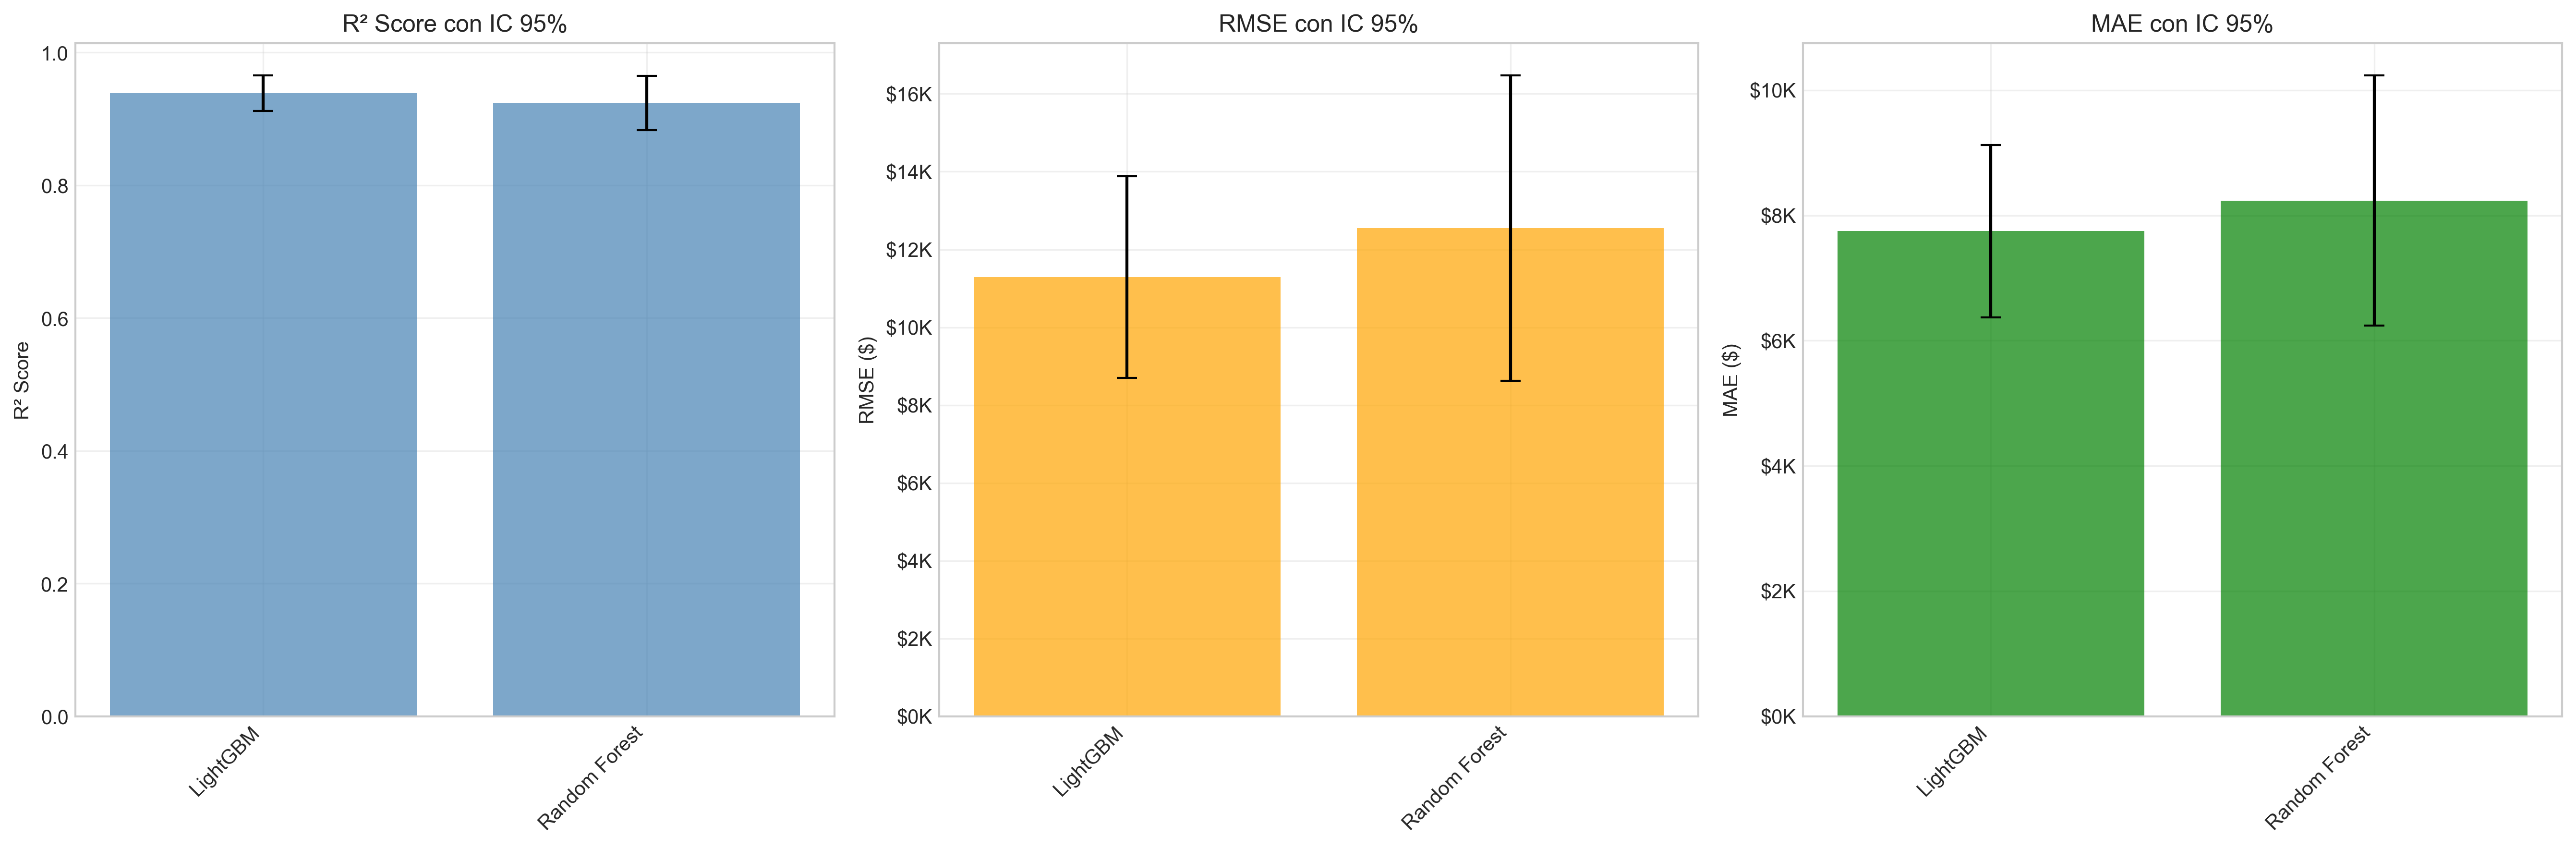 R² Score con IC 95%
R² Score
1.0
0.8
0.6
0.4
0.2
0.0
LightGBM
Random Forest
RMSE con IC 95%
RMSE ($)
$16K
$14K
$12K
$10K
$8K
$6K
$4K
$2K
$0K
LightGBM
Random Forest
MAE con IC 95%
MAE ($)
$10K
$8K
$6K
$4K
$2K
$0K
LightGBM
Random Forest